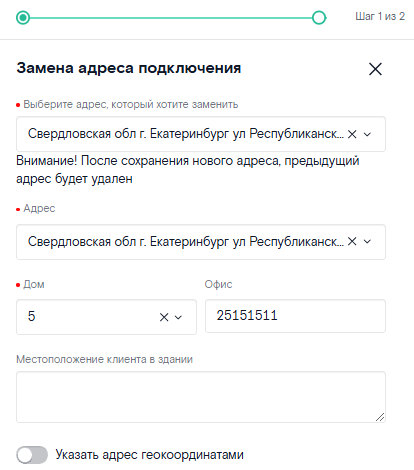 Шаг 1 из 2
Замена адреса подключения
Выберите адрес, который хотите заменить
Свердловская обл г. Екатеринбург ул Республиканск...
Внимание! После сохранения нового адреса, предыдущий
адрес будет удален
Адрес
Свердловская обл г. Екатеринбург ул Республиканск...
Дом
Офис
5
25151511
Местоположение клиента в здании
Указать адрес геокоординатами